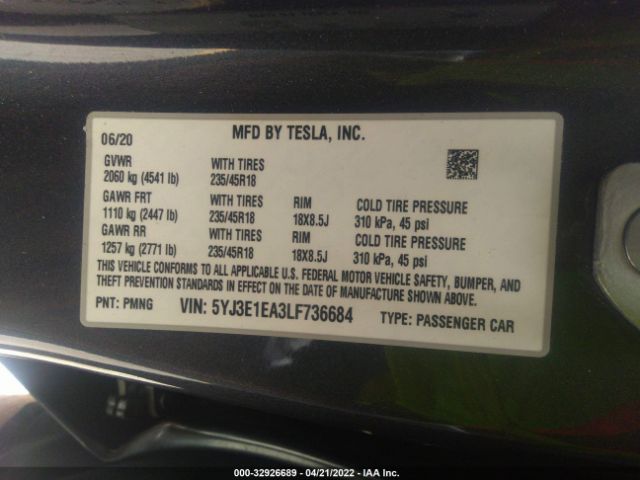 06/20 MFD BY TESLA, INC.
GVWR WITH TIRES
2060 kg (4541 lb) 235/45R18
GAWR FRT WITH TIRES RIM COLD TIRE PRESSURE
1110 kg (2447 lb) 235/45R18 18X8.5J 310 kPa, 45 psi
GAWR RR WITH TIRES RIM COLD TIRE PRESSURE
1257 kg (2771 lb) 235/45R18 18X8.5J 310 kPa, 45 psi
THIS VEHICLE CONFORMS TO ALL APPLICABLE U.S. FEDERAL MOTOR VEHICLE SAFETY, BUMPER, AND
THEFT PREVENTION STANDARDS IN EFFECT ON THE DATE OF MANUFACTURE SHOWN ABOVE.
PNT: PMNG VIN: 5YJ3E1EA3LF736684 TYPE: PASSENGER CAR
000-32926689 - 04/21/2022 - IAA Inc.